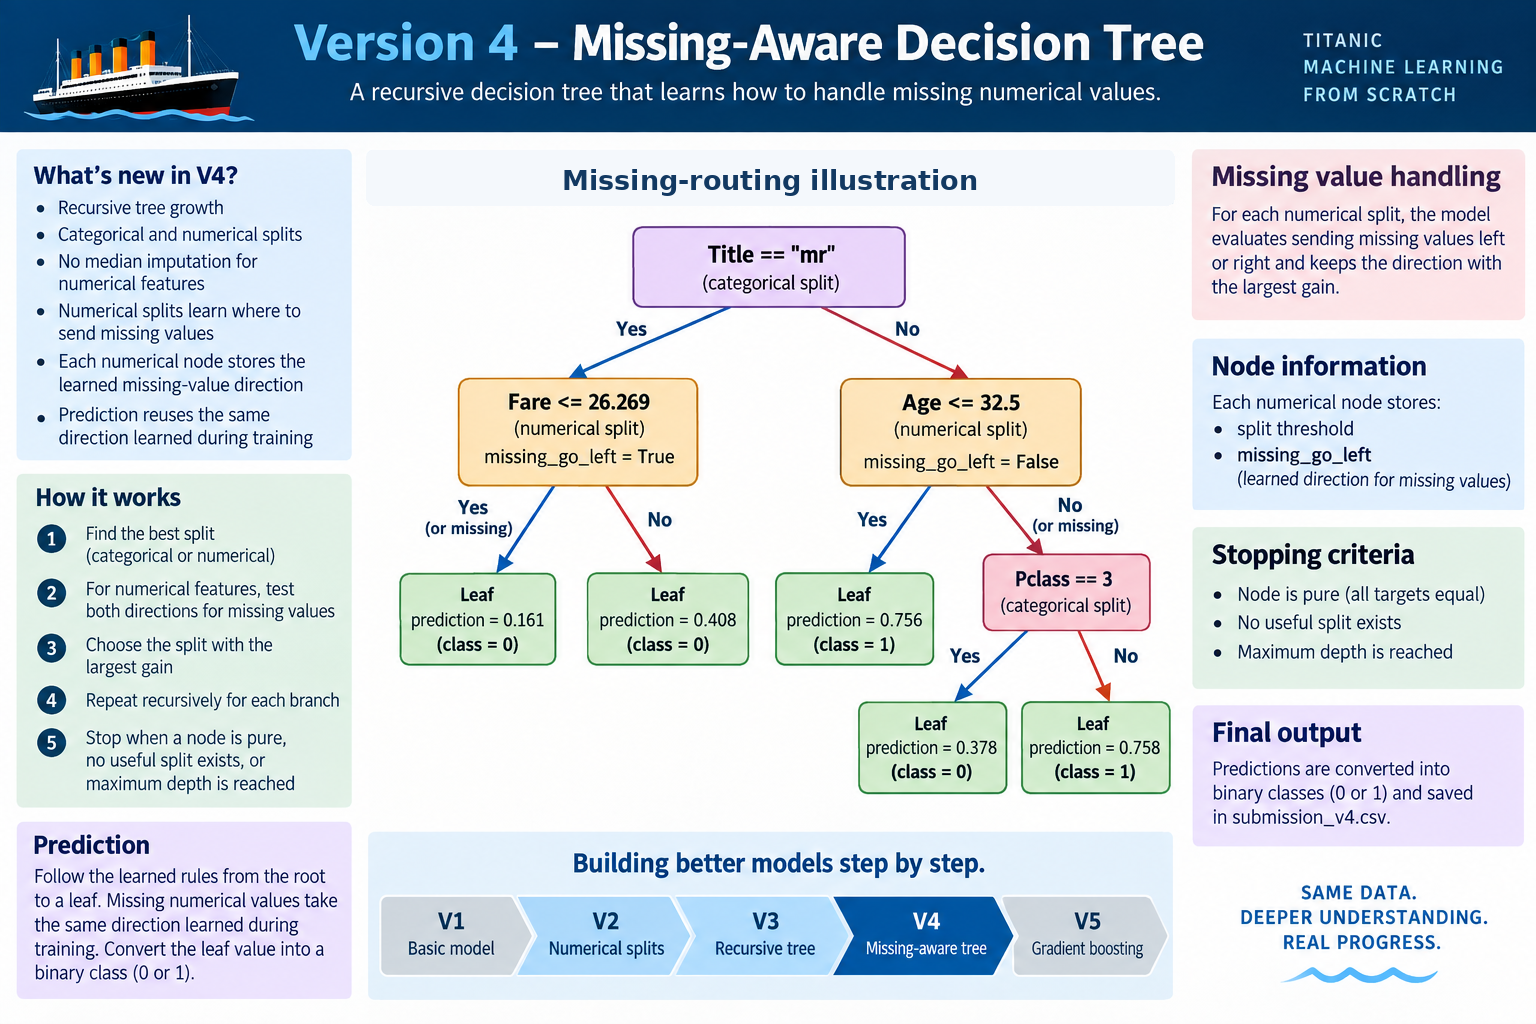 Version 4 – Missing-Aware Decision Tree
A recursive decision tree that learns how to handle missing numerical values.
TITANIC
MACHINE LEARNING
FROM SCRATCH
What's new in V4?
• Recursive tree growth
• Categorical and numerical splits
• No median imputation for
numerical features
• Numerical splits learn where to
send missing values
• Each numerical node stores the
learned missing-value direction
• Prediction reuses the same
direction learned during training
How it works
1 Find the best split
(categorical or numerical)
2 For numerical features, test
both directions for missing values
3 Choose the split with the
largest gain
4 Repeat recursively for each branch
5 Stop when a node is pure,
no useful split exists, or
maximum depth is reached
Prediction
Follow the learned rules from the root
to a leaf. Missing numerical values take
the same direction learned during
training. Convert the leaf value into a
binary class (0 or 1).
Missing-routing illustration
Title == "mr"
(categorical split)
Yes
No
Fare <= 26.269
(numerical split)
missing_go_left = True
Age <= 32.5
(numerical split)
missing_go_left = False
Yes
(or missing)
No
Yes
No
(or missing)
Leaf
prediction = 0.161
(class = 0)
Leaf
prediction = 0.408
(class = 0)
Leaf
prediction = 0.756
(class = 1)
Pclass == 3
(categorical split)
Yes
No
Leaf
prediction = 0.378
(class = 0)
Leaf
prediction = 0.758
(class = 1)
Building better models step by step.
V1
Basic model
V2
Numerical splits
V3
Recursive tree
V4
Missing-aware tree
V5
Gradient boosting
Missing value handling
For each numerical split, the model
evaluates sending missing values left
or right and keeps the direction with
the largest gain.
Node information
Each numerical node stores:
• split threshold
• missing_go_left
(learned direction for missing values)
Stopping criteria
• Node is pure (all targets equal)
• No useful split exists
• Maximum depth is reached
Final output
Predictions are converted into
binary classes (0 or 1) and saved
in submission_v4.csv.
SAME DATA.
DEEPER UNDERSTANDING.
REAL PROGRESS.